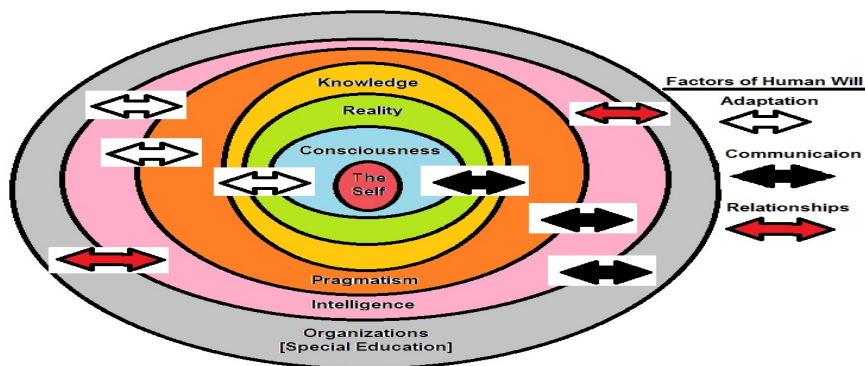 Knowledge
Reality
Consciousness
The
Self
Pragmatism
Intelligence
Organizations
[Special Education]
Factors of Human Will
Adaptation
Communicaion
Relationships